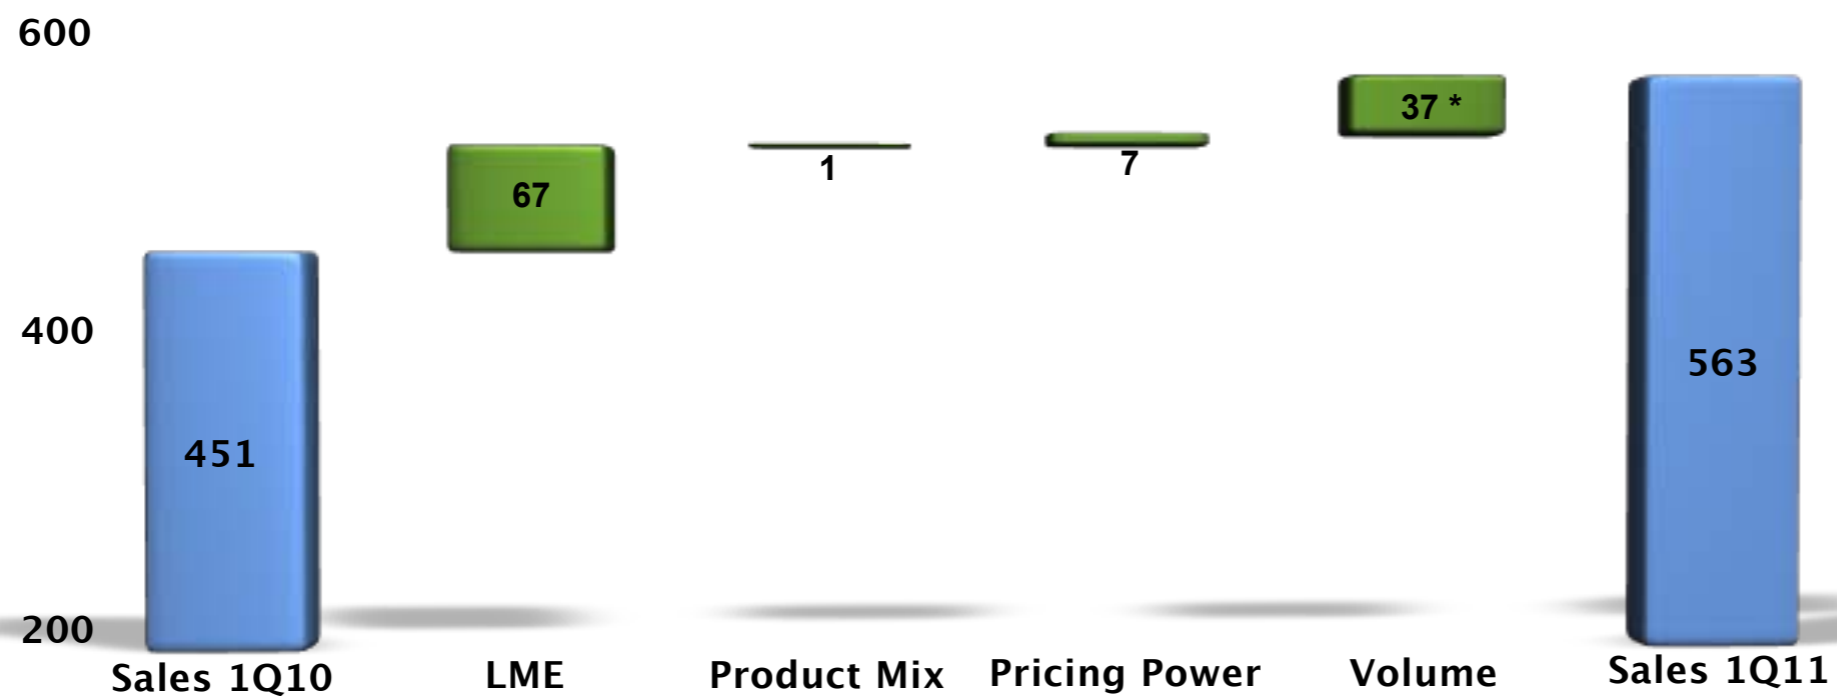 600
400
200
451
67
1
7
37 *
563
Sales 1Q10
LME
Product Mix
Pricing Power
Volume
Sales 1Q11